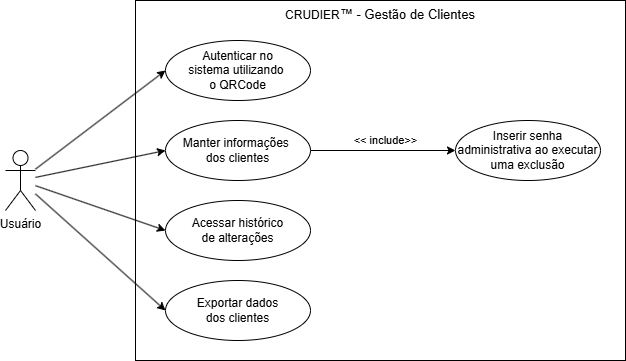 CRUDIER™ - Gestão de Clientes
Autenticar no
sistema utilizando
o QRCode
Manter informações
dos clientes
<< include>>
Inserir senha
administrativa ao executar
uma exclusão
Usuário
Acessar histórico
de alterações
Exportar dados
dos clientes